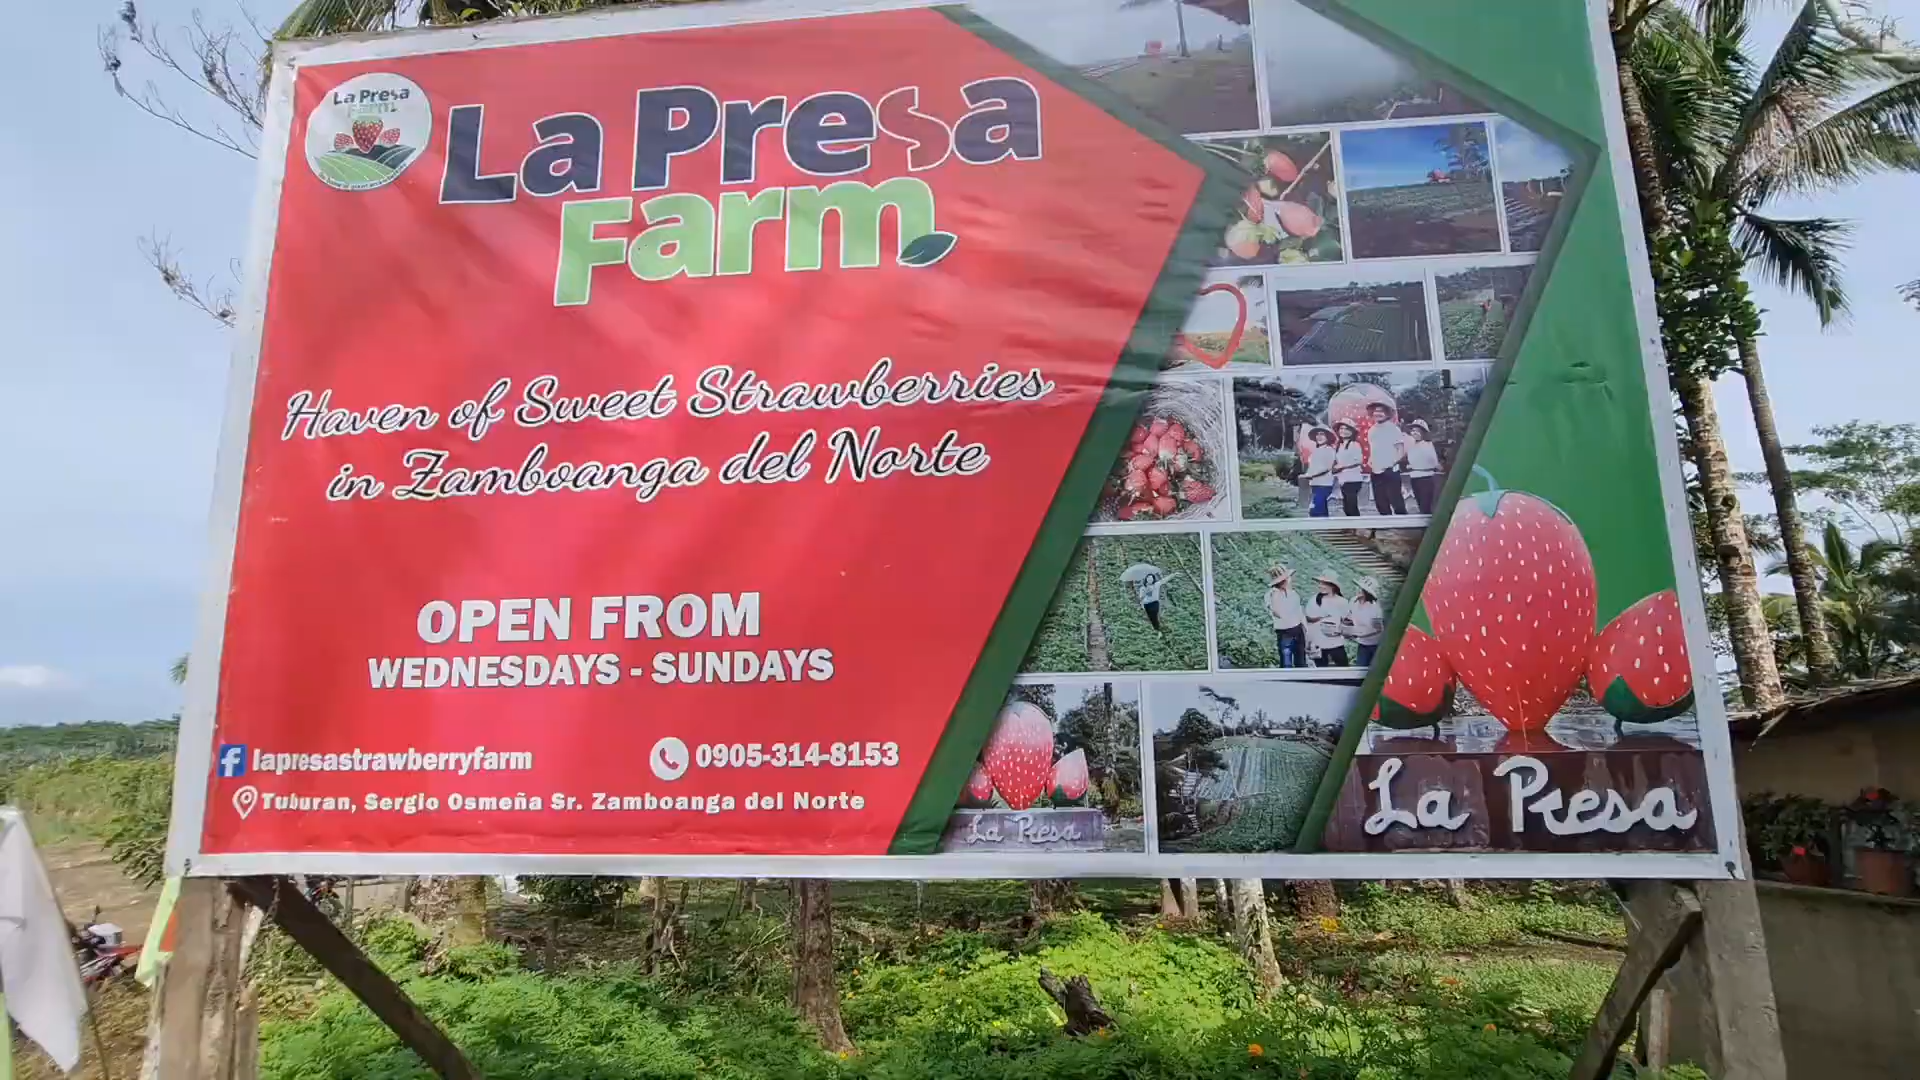 La Presa
FARM
La Presa
Farm
Haven of Sweet Strawberries
in Zamboanga del Norte
OPEN FROM
WEDNESDAYS - SUNDAYS
lapresastrawberryfarm
0905-314-8153
Tuburan, Sergio Osmeña Sr. Zamboanga del Norte
La Presa
La Presa